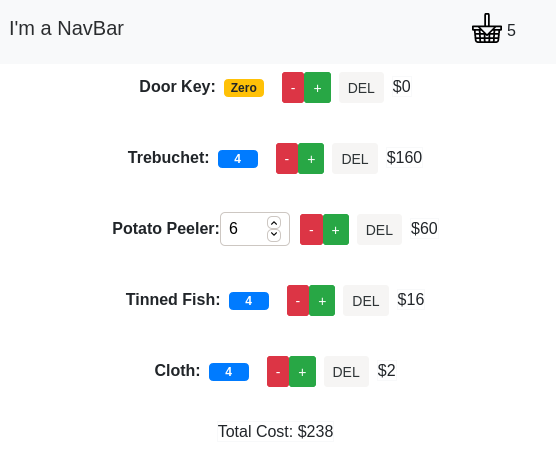 I'm a NavBar 5
Door Key: Zero - + DEL $0
Trebuchet: 4 - + DEL $160
Potato Peeler: 6 - + DEL $60
Tinned Fish: 4 - + DEL $16
Cloth: 4 - + DEL $2
Total Cost: $238